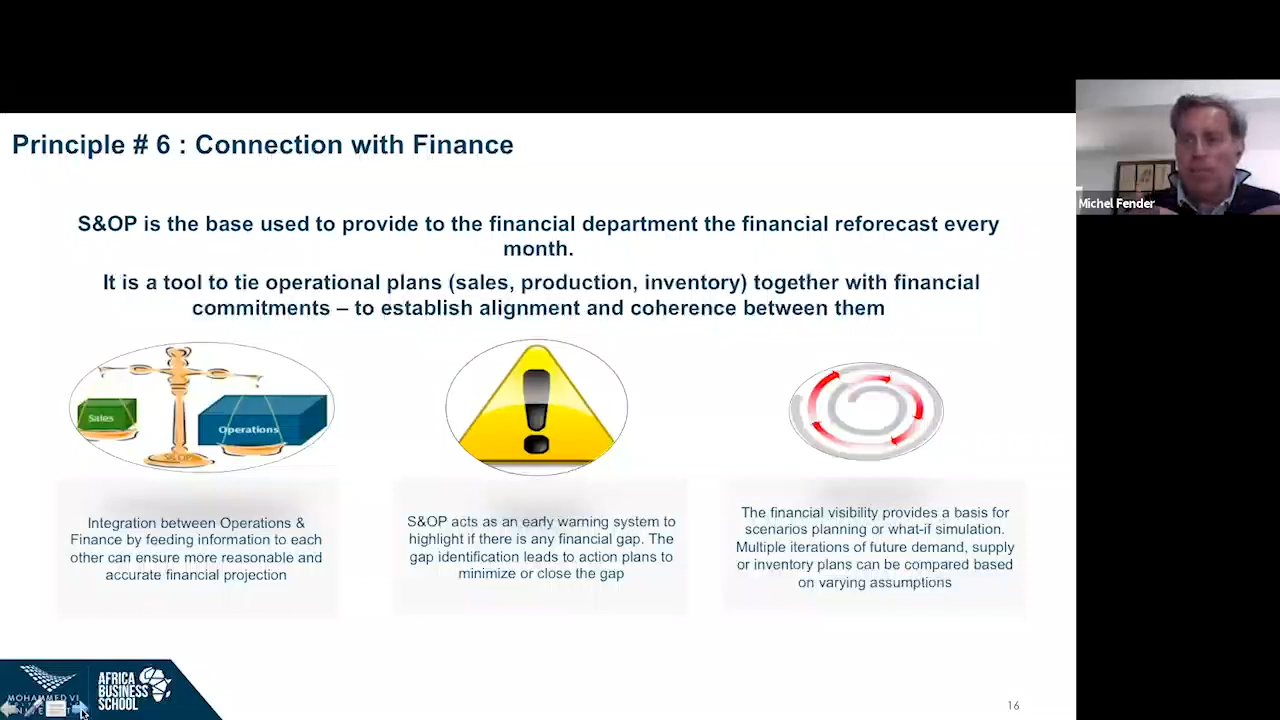 Principle # 6 : Connection with Finance
S&OP is the base used to provide to the financial department the financial reforecast every
month.
It is a tool to tie operational plans (sales, production, inventory) together with financial
commitments – to establish alignment and coherence between them
Sales
Operations
Integration between Operations &
Finance by feeding information to each
other can ensure more reasonable and
accurate financial projection
S&OP acts as an early warning system to
highlight if there is any financial gap. The
gap identification leads to action plans to
minimize or close the gap
The financial visibility provides a basis for
scenarios planning or what-if simulation.
Multiple iterations of future demand, supply
or inventory plans can be compared based
on varying assumptions
Michel Fender
MOHAMMED VI
AFRICA
BUSINESS
SCHOOL
16